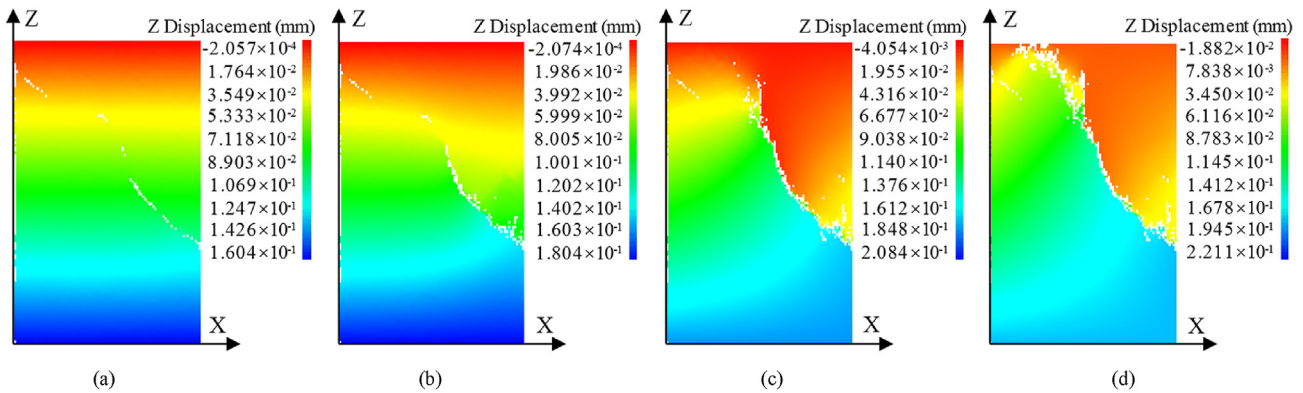 Z
Z Displacement (mm)
-2.057×10-4
1.764×10-2
3.549×10-2
5.333×10-2
7.118×10-2
8.903×10-2
1.069×10-1
1.247×10-1
1.426×10-1
1.604×10-1
X
(a)
Z
Z Displacement (mm)
-2.074×10-4
1.986×10-2
3.992×10-2
5.999×10-2
8.005×10-2
1.001×10-1
1.202×10-1
1.402×10-1
1.603×10-1
1.804×10-1
X
(b)
Z
Z Displacement (mm)
-4.054×10-3
1.955×10-2
4.316×10-2
6.677×10-2
9.038×10-2
1.140×10-1
1.376×10-1
1.612×10-1
1.848×10-1
2.084×10-1
X
(c)
Z
Z Displacement (mm)
-1.882×10-2
7.838×10-3
3.450×10-2
6.116×10-2
8.783×10-2
1.145×10-1
1.412×10-1
1.678×10-1
1.945×10-1
2.211×10-1
X
(d)